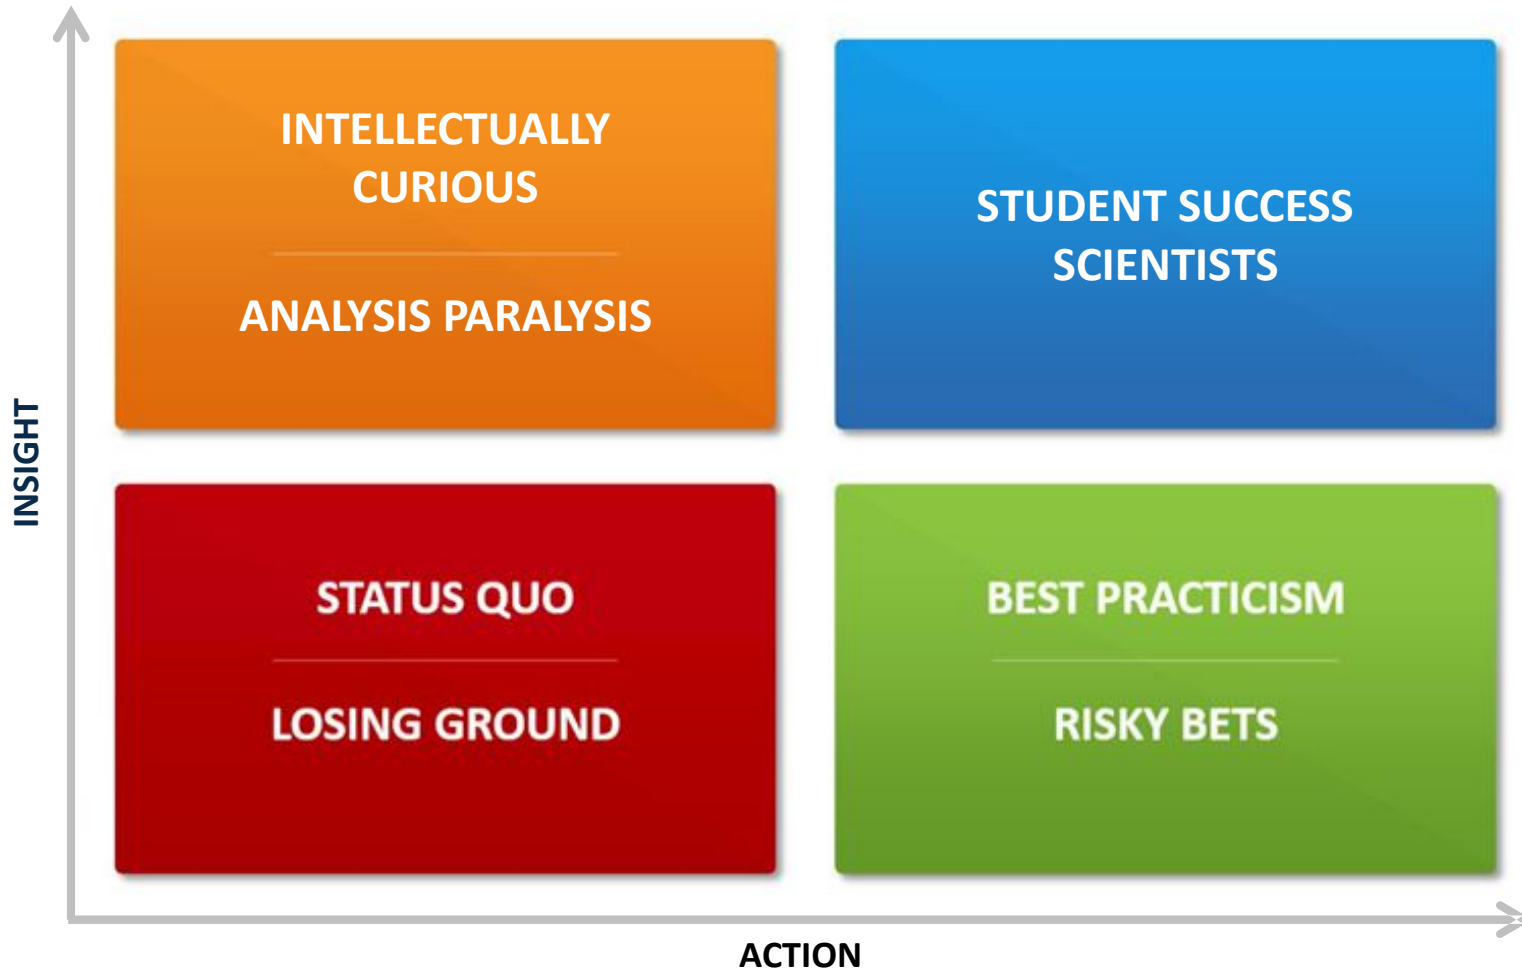 INTELLECTUALLY
CURIOUS
ANALYSIS PARALYSIS
STUDENT SUCCESS
SCIENTISTS
INSIGHT
STATUS QUO
LOSING GROUND
BEST PRACTICISM
RISKY BETS
ACTION